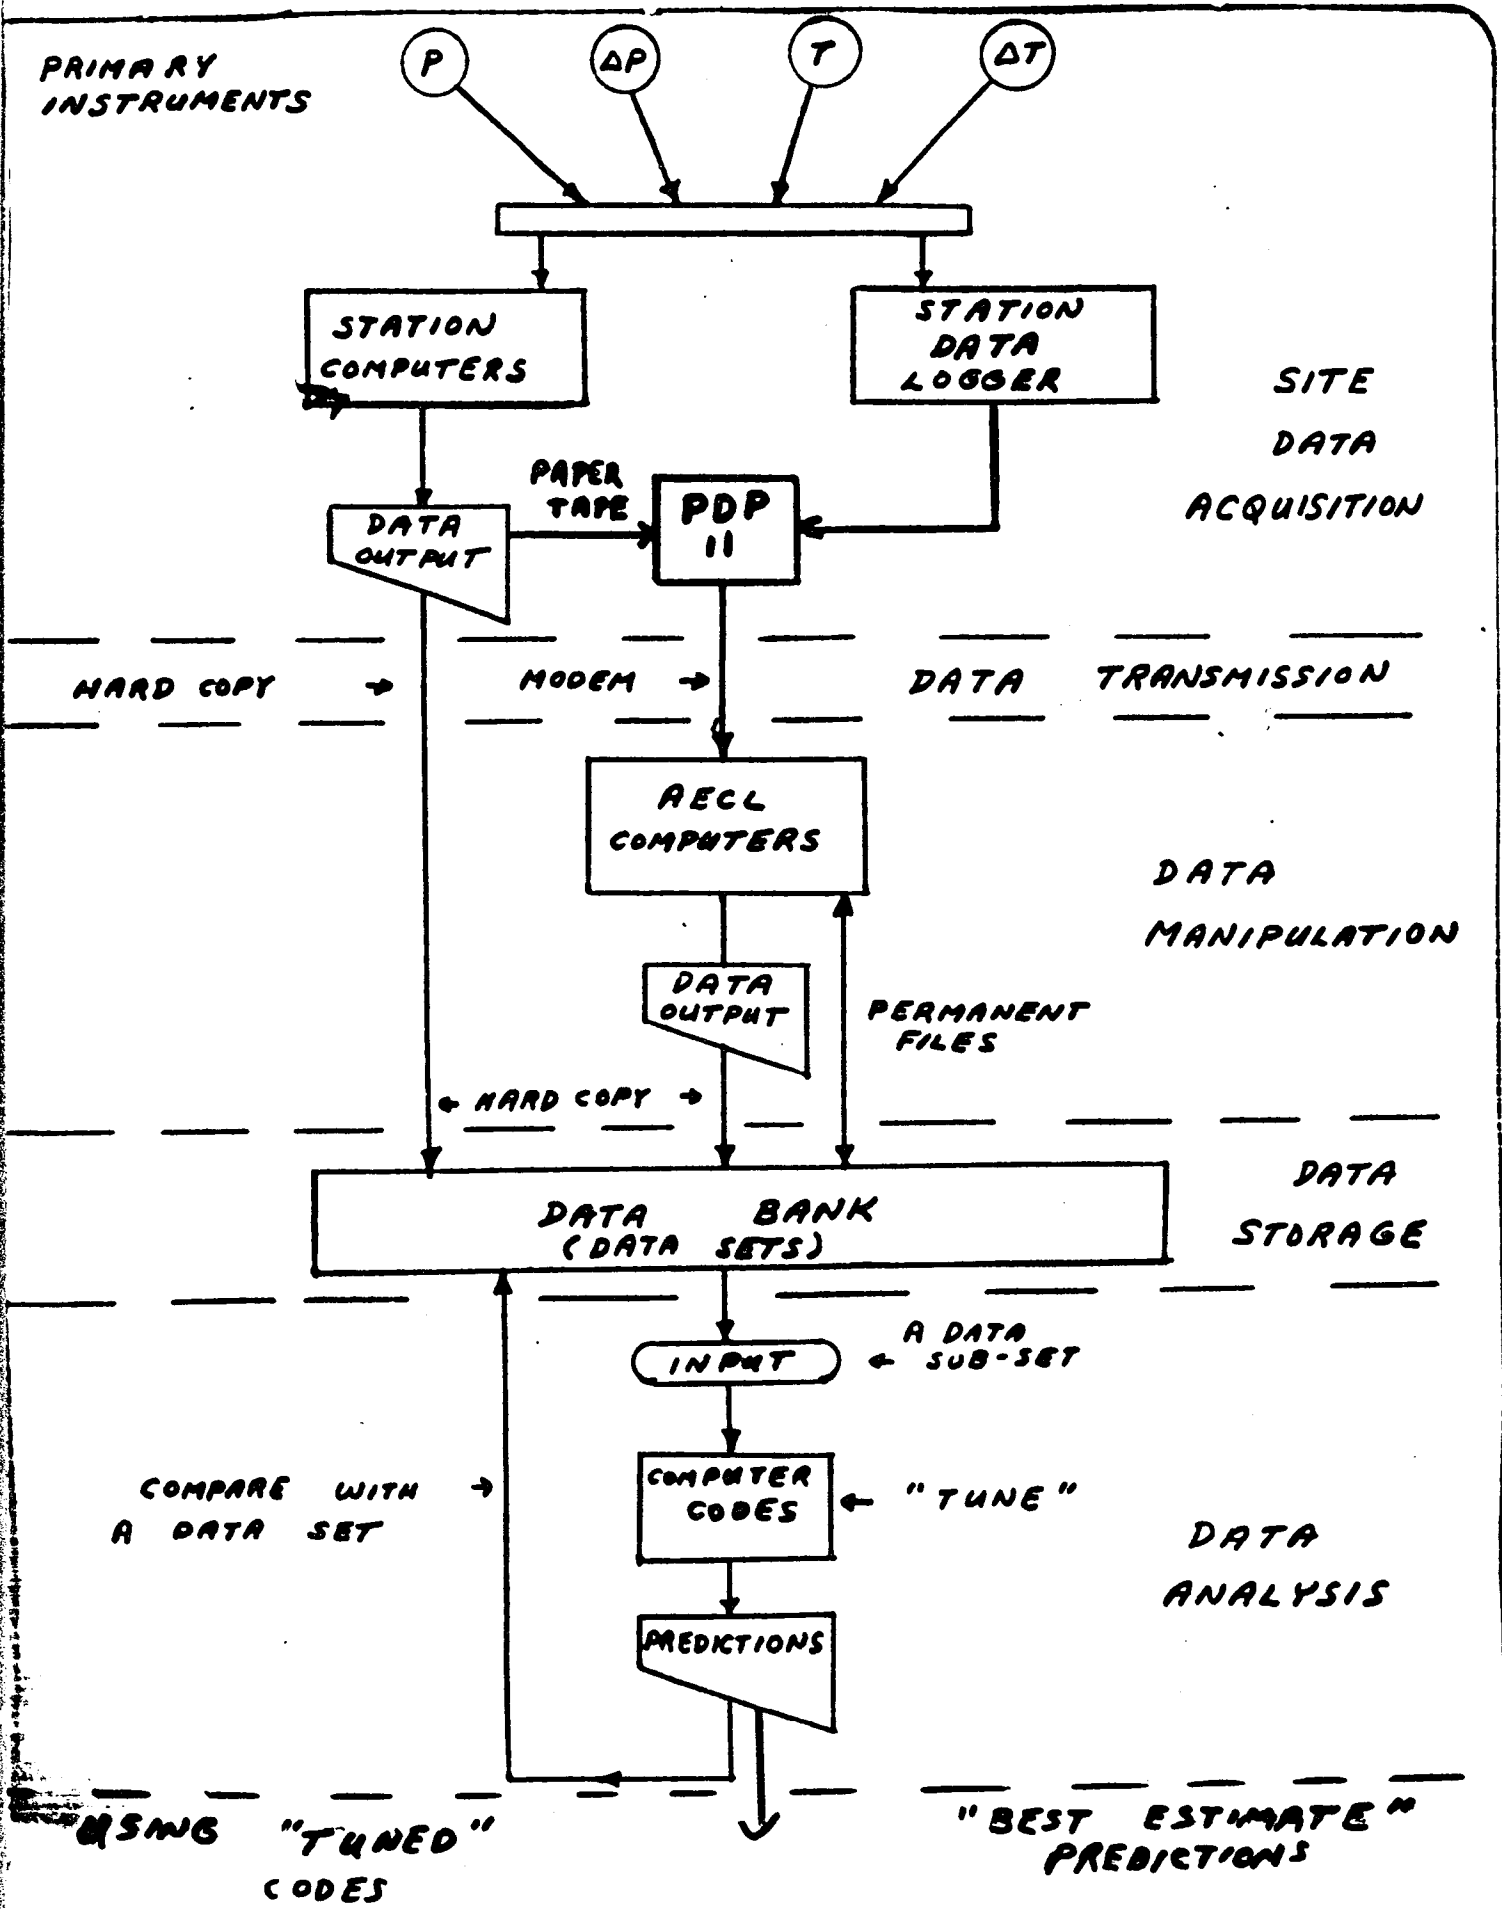 P ΔP T ΔT
PRIMARY
INSTRUMENTS
STATION
COMPUTERS
STATION
DATA
LOGGER
SITE
DATA
ACQUISITION
PAPER
TAPE
PDP
11
DATA
OUTPUT
HARD COPY → MODEM → DATA TRANSMISSION
AECL
COMPUTERS
DATA
MANIPULATION
DATA
OUTPUT
PERMANENT
FILES
← HARD COPY →
DATA
STORAGE
DATA BANK
(DATA SETS)
INPUT
A DATA
← SUB-SET
COMPARE WITH →
A DATA SET
COMPUTER
CODES
← "TUNE"
DATA
ANALYSIS
PREDICTIONS
USING "TUNED"
CODES
"BEST ESTIMATE"
PREDICTIONS